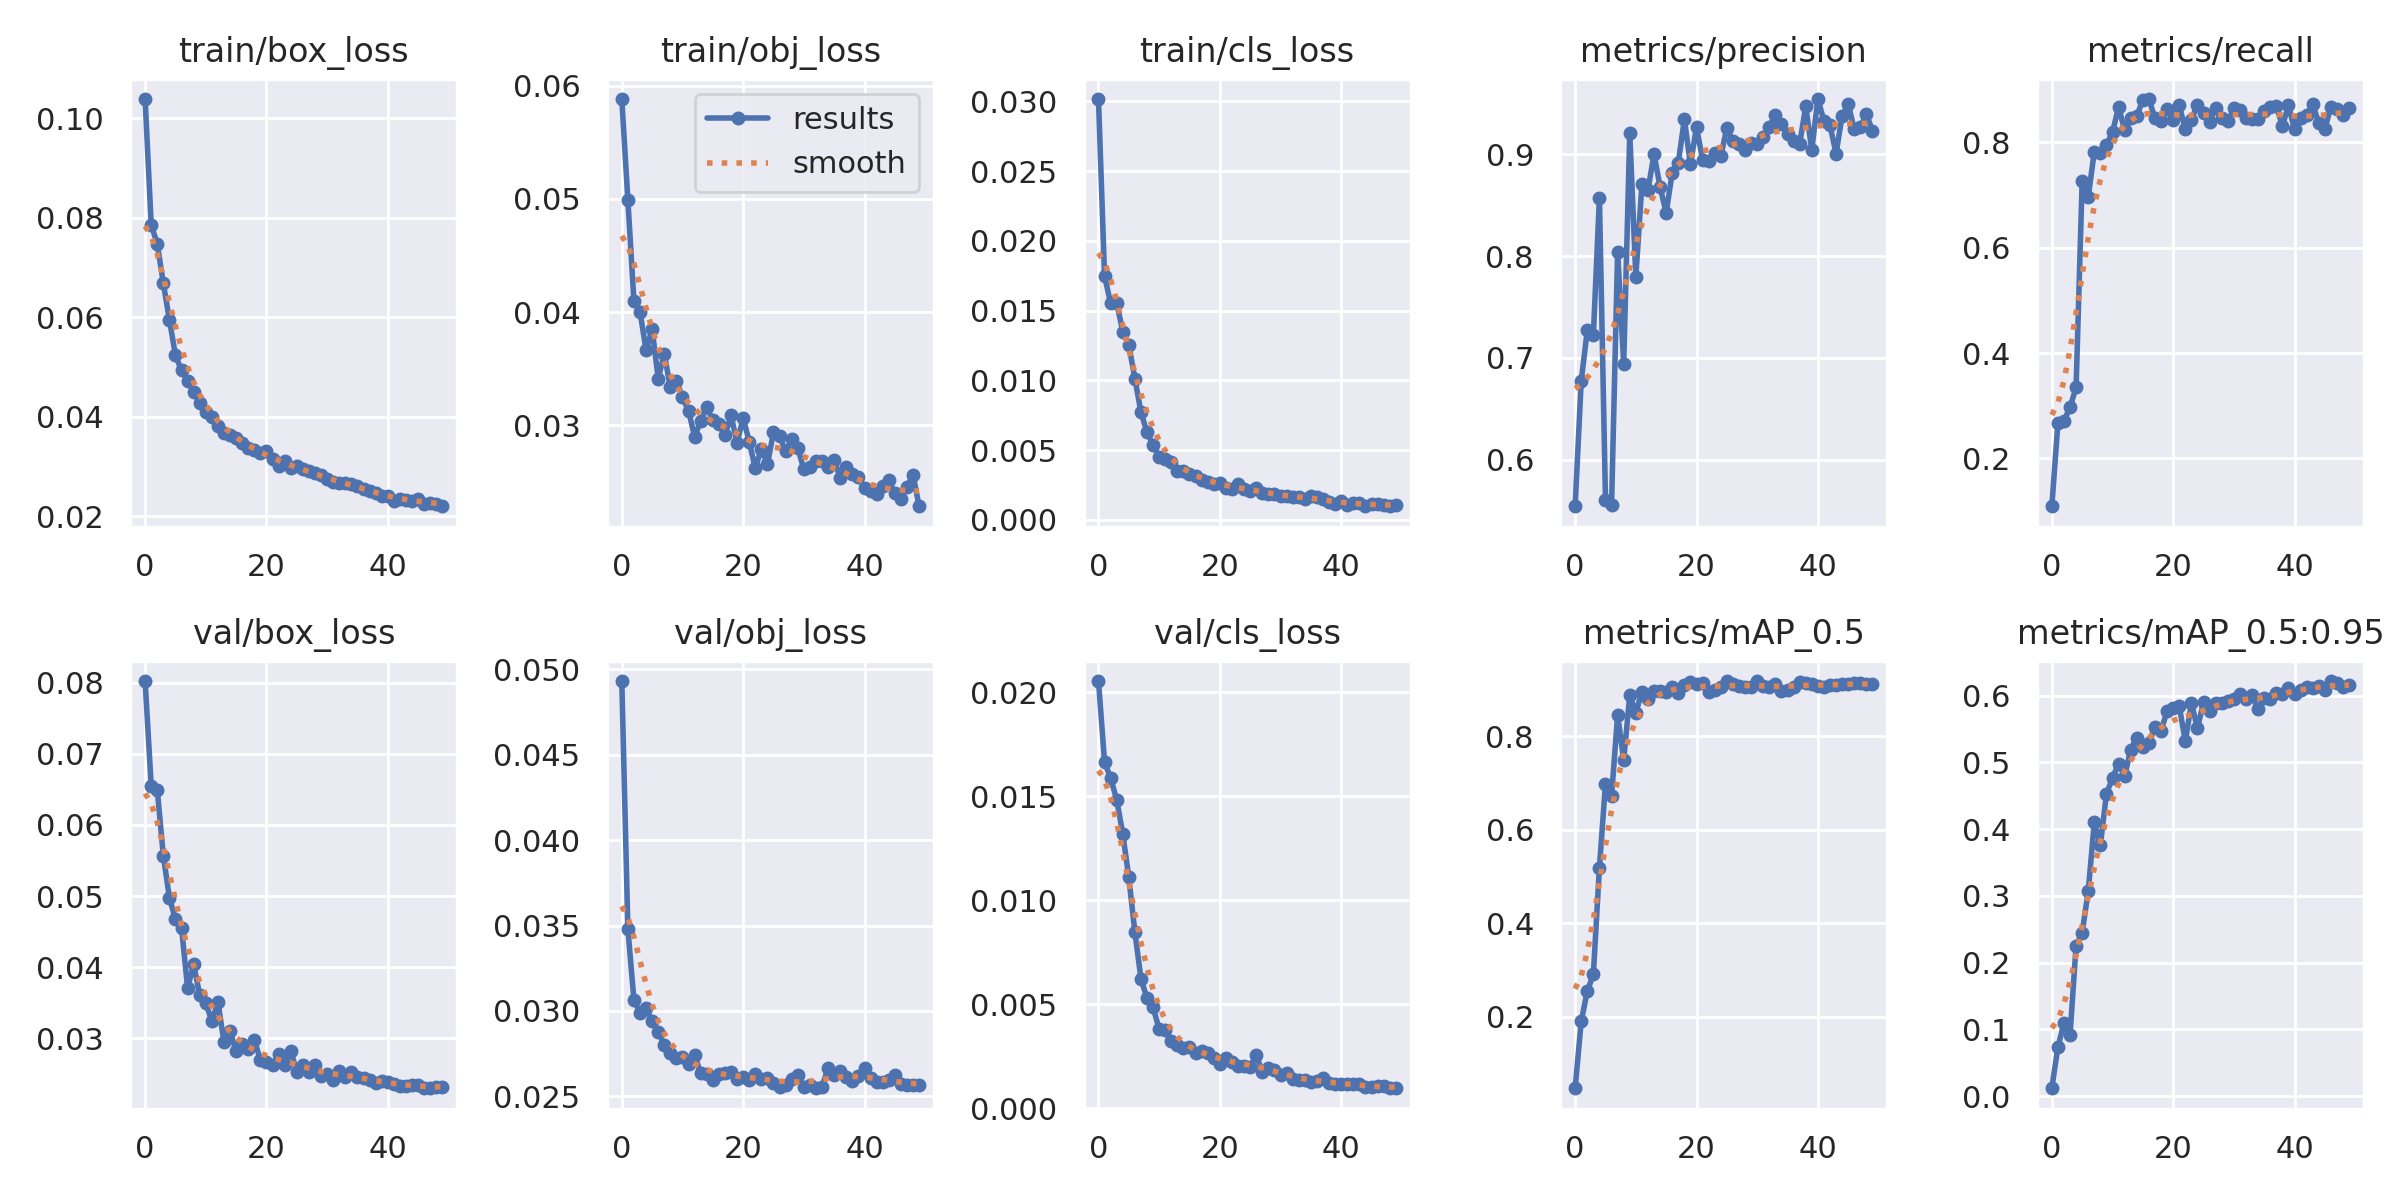 train/box_loss
train/obj_loss
train/cls_loss
metrics/precision
metrics/recall
0.10
0.08
0.06
0.04
0.02
0 20 40
0.06
0.05
0.04
0.03
results
smooth
0 20 40
0.030
0.025
0.020
0.015
0.010
0.005
0.000
0 20 40
0.9
0.8
0.7
0.6
0 20 40
0.8
0.6
0.4
0.2
0 20 40
val/box_loss
val/obj_loss
val/cls_loss
metrics/mAP_0.5
metrics/mAP_0.5:0.95
0.08
0.07
0.06
0.05
0.04
0.03
0 20 40
0.050
0.045
0.040
0.035
0.030
0.025
0 20 40
0.020
0.015
0.010
0.005
0.000
0 20 40
0.8
0.6
0.4
0.2
0 20 40
0.6
0.5
0.4
0.3
0.2
0.1
0.0
0 20 40